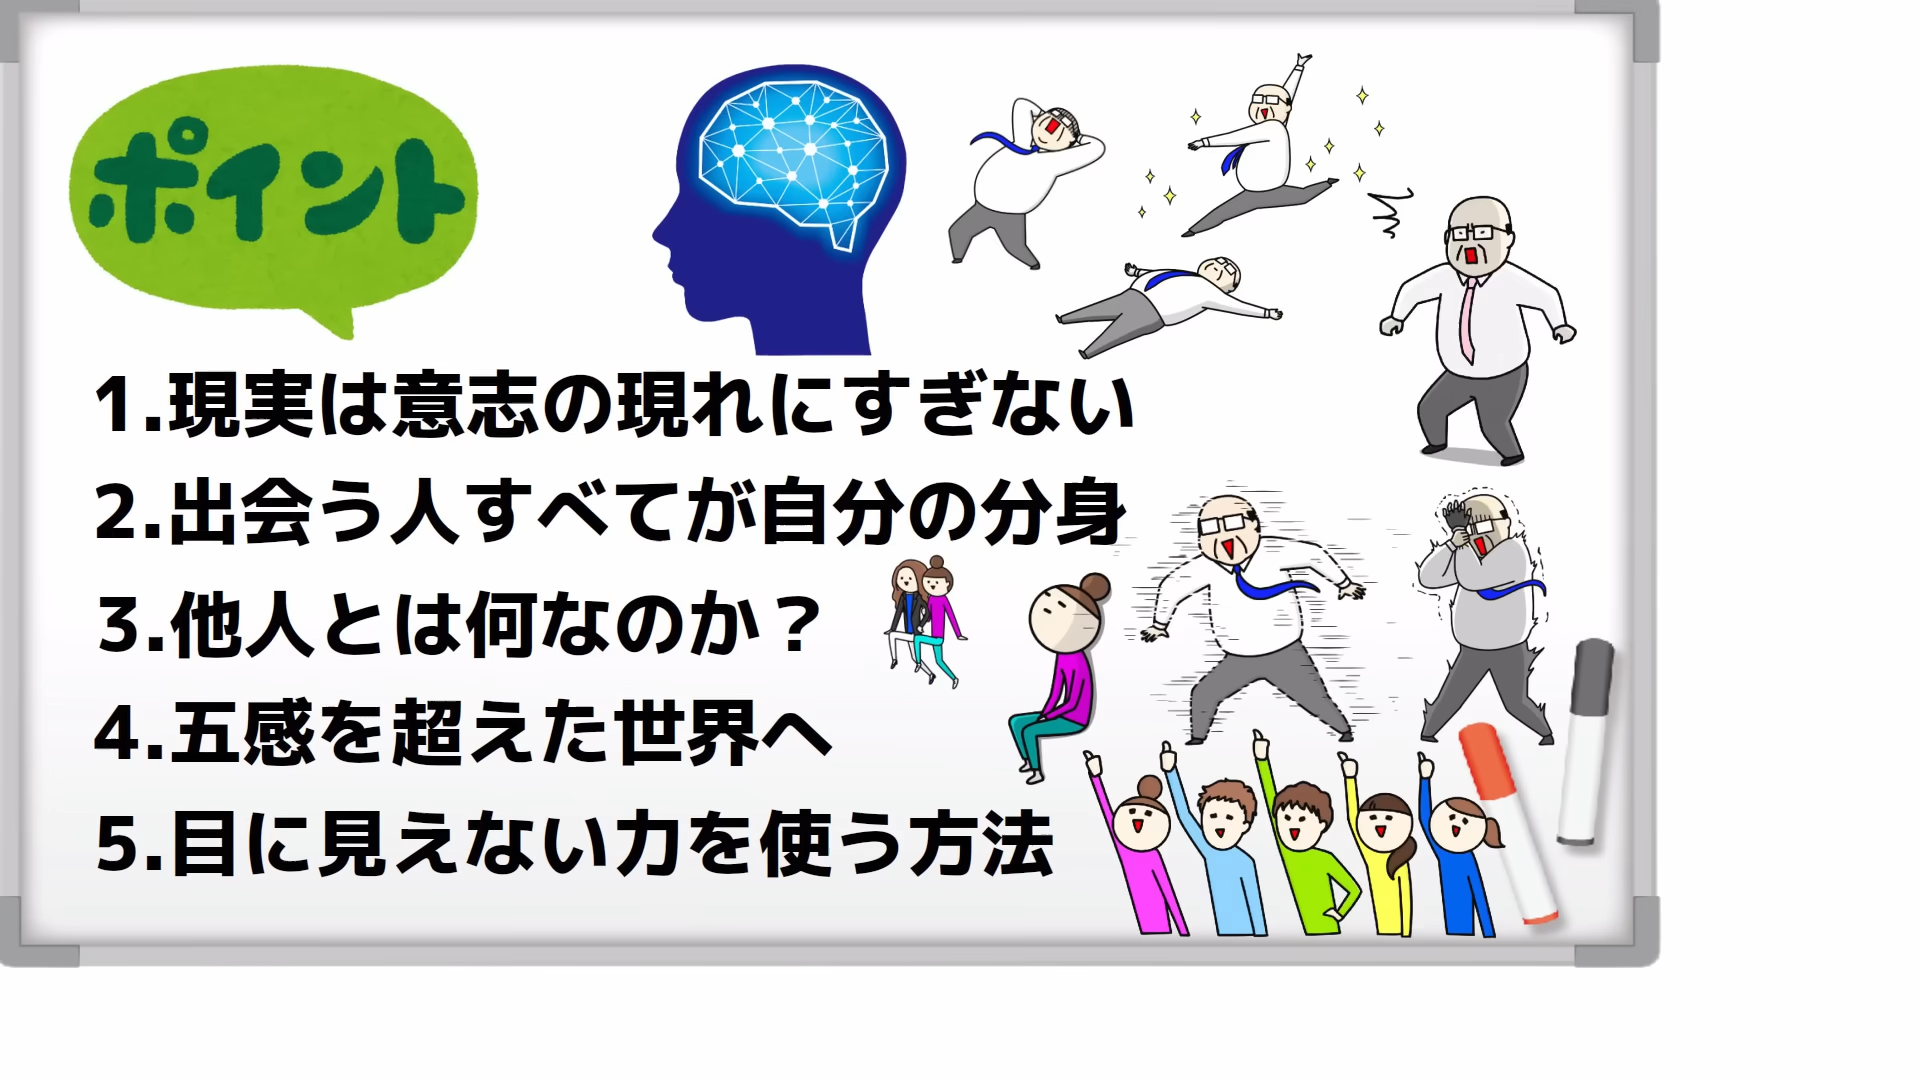 ポイント
1.現実は意志の現れにすぎない
2.出会う人すべてが自分の分身
3.他人とは何なのか？
4.五感を超えた世界へ
5.目に見えない力を使う方法